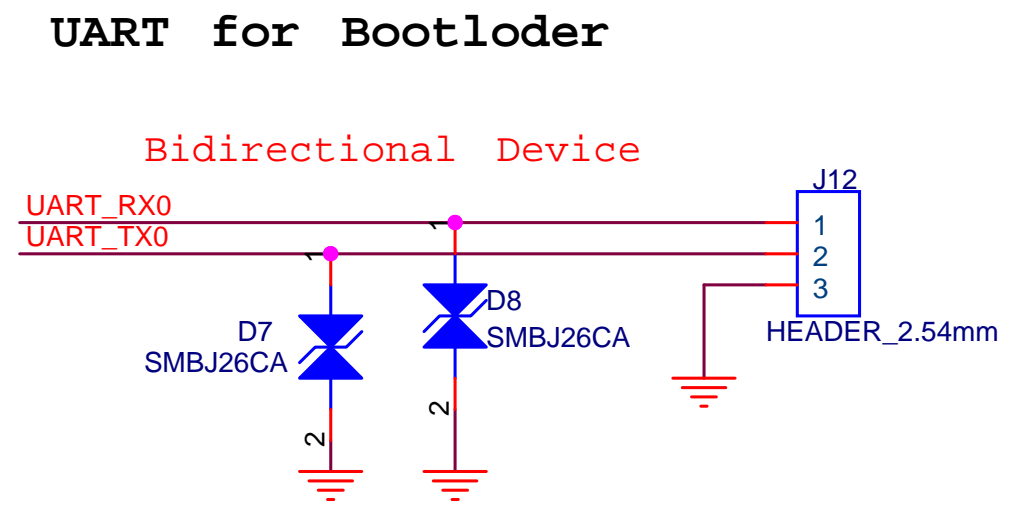 UART for Bootloder
Bidirectional Device
J12
UART_RX0
1
1
UART_TX0
1
2
3
D8
D7
HEADER_2.54mm
SMBJ26CA
SMBJ26CA
2
2